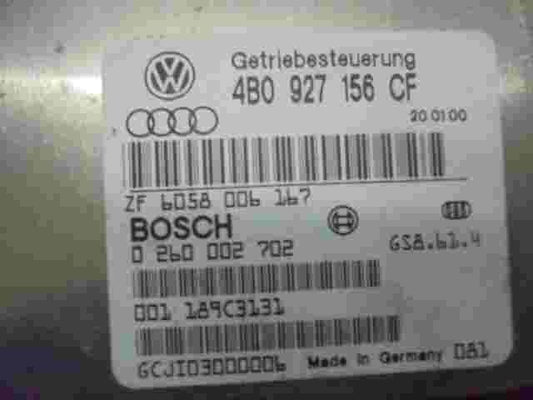 Getriebesteuerung
4B0 927 156 CF
20 01 00
ZF 6058 006 167
BOSCH
0 260 002 702
GS8.61.4
001 189C3131
GCJI0300006 Made in Germany 081